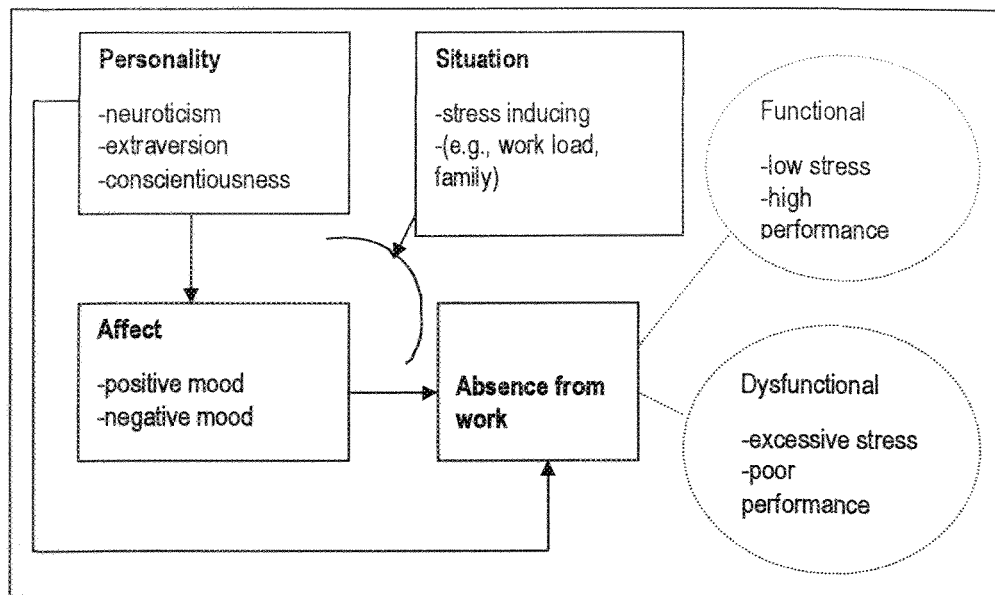 Personality
-neuroticism
-extraversion
-conscientiousness
Situation
-stress inducing
-(e.g., work load,
family)
Functional
-low stress
-high
performance
Affect
-positive mood
-negative mood
Absence from
work
Dysfunctional
-excessive stress
-poor
performance